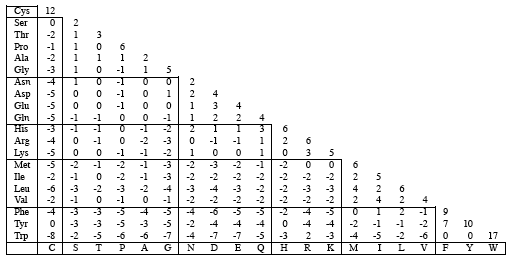 Cys 12
Ser 0 2
Thr -2 1 3
Pro -1 1 0 6
Ala -2 1 1 1 2
Gly -3 1 0 -1 1 5
Asn -4 1 0 -1 0 0 2
Asp -5 0 0 -1 0 1 2 4
Glu -5 0 0 -1 0 0 1 3 4
Gln -5 -1 -1 0 0 -1 1 2 2 4
His -3 -1 -1 0 -1 -2 2 1 1 3 6
Arg -4 0 -1 0 -2 -3 0 -1 -1 1 2 6
Lys -5 0 0 -1 -1 -2 1 0 0 1 0 3 5
Met -5 -2 -1 -2 -1 -3 -2 -3 -2 -1 -2 0 0 6
Ile -2 -1 0 -2 -1 -3 -2 -2 -2 -2 -2 -2 -2 2 5
Leu -6 -3 -2 -3 -2 -4 -3 -4 -3 -2 -2 -3 -3 4 2 6
Val -2 -1 0 -1 0 -1 -2 -2 -2 -2 -2 -2 -2 2 4 2 4
Phe -4 -3 -3 -5 -4 -5 -4 -6 -5 -5 -2 -4 -5 0 1 2 -1 9
Tyr 0 -3 -3 -5 -3 -5 -2 -4 -4 -4 0 -4 -4 -2 -1 -1 -2 7 10
Trp -8 -2 -5 -6 -6 -7 -4 -7 -7 -5 -3 2 -3 -4 -5 -2 -6 0 0 17
C S T P A G N D E Q H R K M I L V F Y W